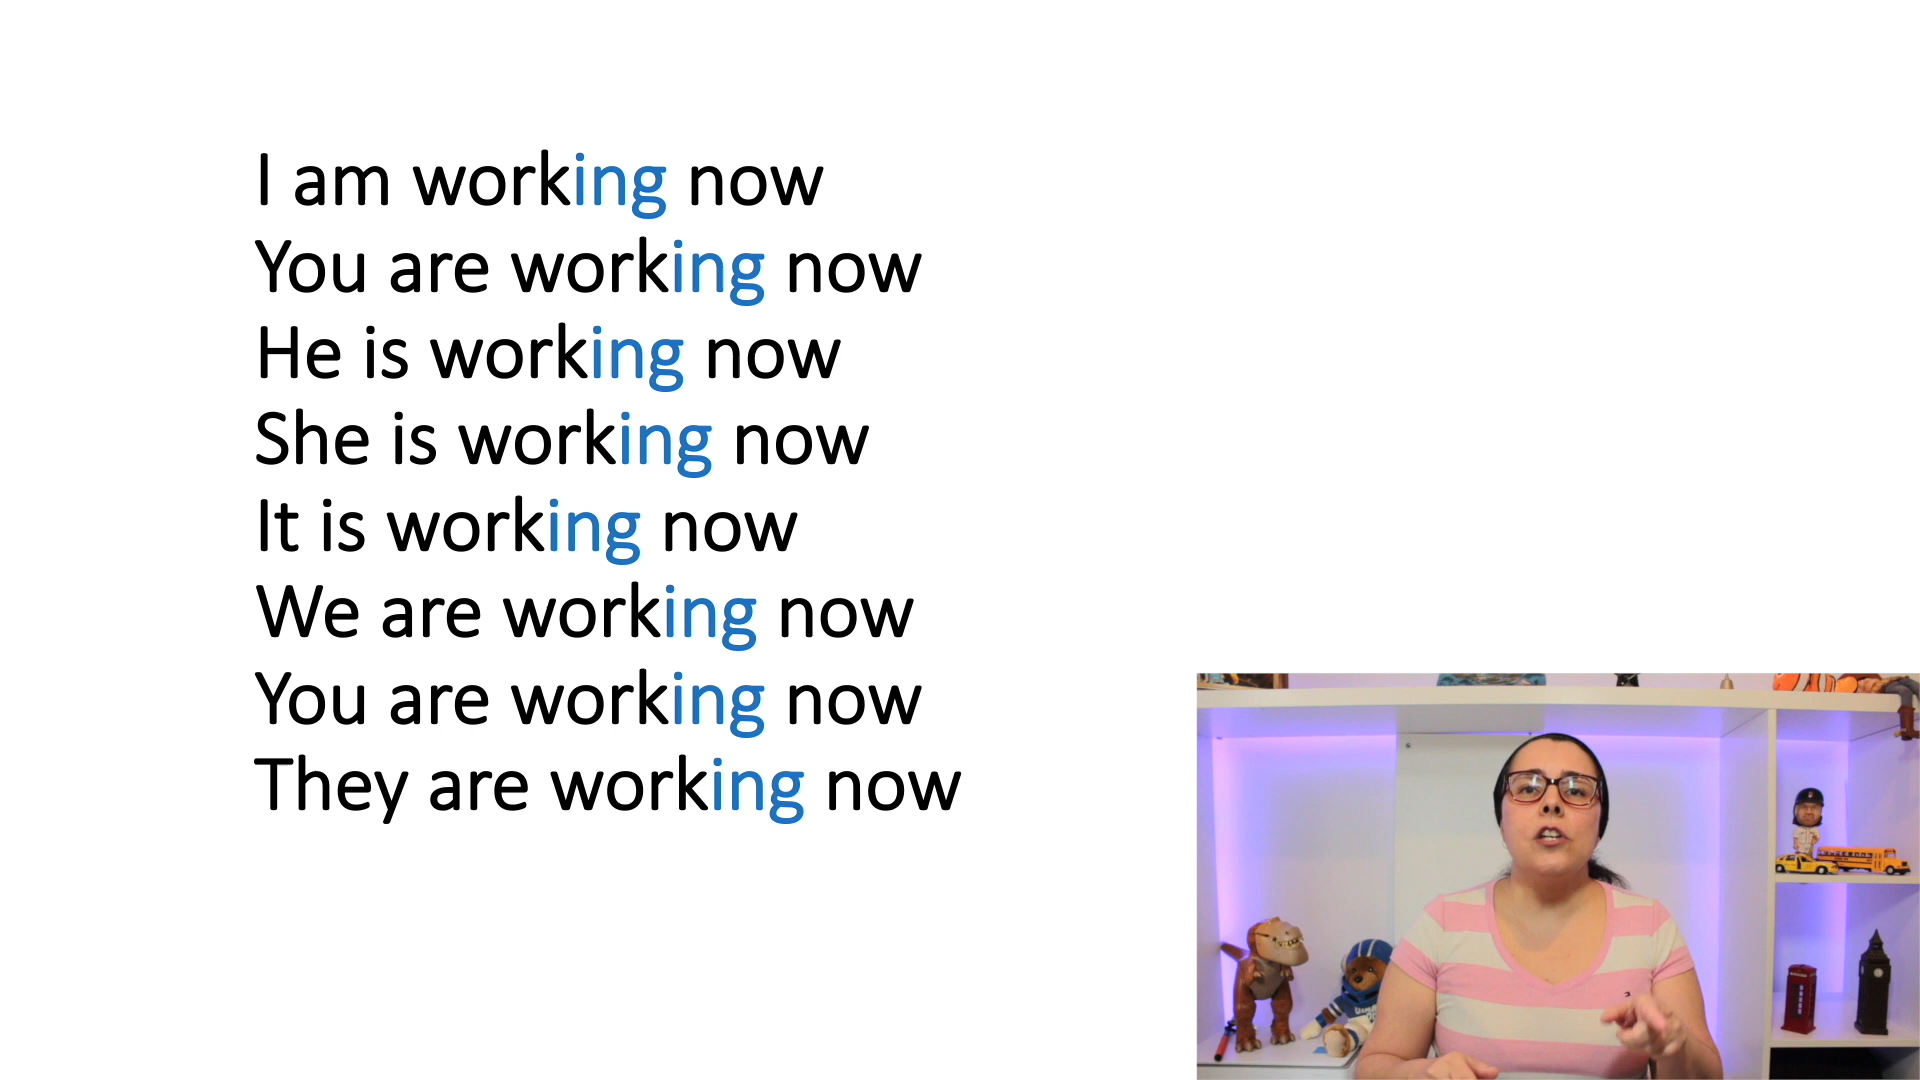 I am working now
You are working now
He is working now
She is working now
It is working now
We are working now
You are working now
They are working now